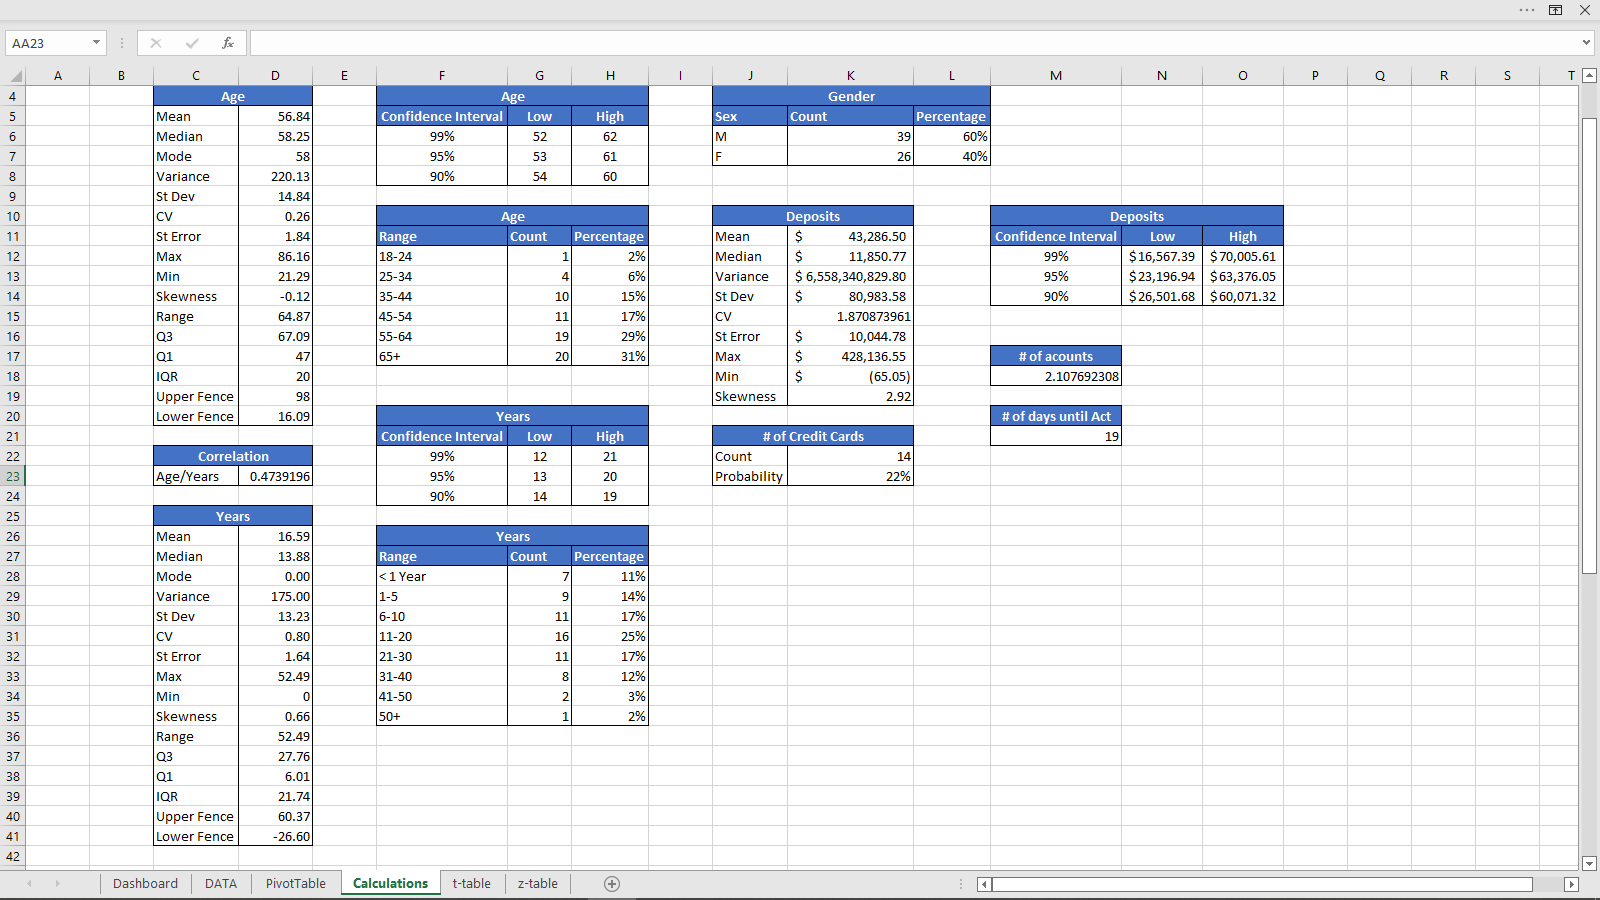 AA23
fx
A B C D E F G H I J K L M N O P Q R S T
4 Age Age Gender
5 Mean 56.84 Confidence Interval Low High Sex Count Percentage
6 Median 58.25 99% 52 62 M 39 60%
7 Mode 58 95% 53 61 F 26 40%
8 Variance 220.13 90% 54 60
9 St Dev 14.84
10 CV 0.26 Age Deposits Deposits
11 St Error 1.84 Range Count Percentage Mean $ 43,286.50 Confidence Interval Low High
12 Max 86.16 18-24 1 2% Median $ 11,850.77 99% $16,567.39 $70,005.61
13 Min 21.29 25-34 4 6% Variance $ 6,558,340,829.80 95% $23,196.94 $63,376.05
14 Skewness -0.12 35-44 10 15% St Dev $ 80,983.58 90% $26,501.68 $60,071.32
15 Range 64.87 45-54 11 17% CV 1.870873961
16 Q3 67.09 55-64 19 29% St Error $ 10,044.78
17 Q1 47 65+ 20 31% Max $ 428,136.55 # of acounts
18 IQR 20 Min $ (65.05) 2.107692308
19 Upper Fence 98 Skewness 2.92
20 Lower Fence 16.09 Years # of days until Act
21 Confidence Interval Low High # of Credit Cards 19
22 Correlation 99% 12 21 Count 14
23 Age/Years 0.4739196 95% 13 20 Probability 22%
24 90% 14 19
25 Years
26 Mean 16.59 Years
27 Median 13.88 Range Count Percentage
28 Mode 0.00 < 1 Year 7 11%
29 Variance 175.00 1-5 9 14%
30 St Dev 13.23 6-10 11 17%
31 CV 0.80 11-20 16 25%
32 St Error 1.64 21-30 11 17%
33 Max 52.49 31-40 8 12%
34 Min 0 41-50 2 3%
35 Skewness 0.66 50+ 1 2%
36 Range 52.49
37 Q3 27.76
38 Q1 6.01
39 IQR 21.74
40 Upper Fence 60.37
41 Lower Fence -26.60
42
Dashboard DATA PivotTable Calculations t-table z-table